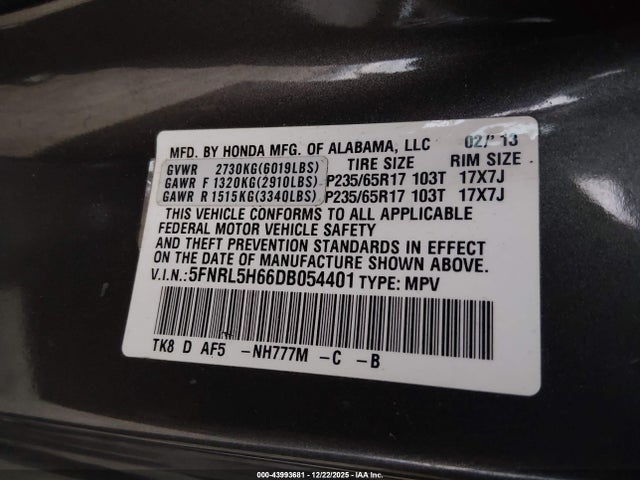 MFD. BY HONDA MFG. OF ALABAMA, LLC 02/'13
GVWR 2730KG(6019LBS) TIRE SIZE RIM SIZE
GAWR F 1320KG(2910LBS) P235/65R17 103T 17X7J
GAWR R 1515KG(3340LBS) P235/65R17 103T 17X7J
THIS VEHICLE CONFORMS TO ALL APPLICABLE
FEDERAL MOTOR VEHICLE SAFETY
AND THEFT PREVENTION STANDARDS IN EFFECT
ON THE DATE OF MANUFACTURE SHOWN ABOVE.
V.I.N.: 5FNRL5H66DB054401 TYPE: MPV
TK8 D AF5 -NH777M -C -B
© - 43993681 - 12/22/2025 - IAA Inc.